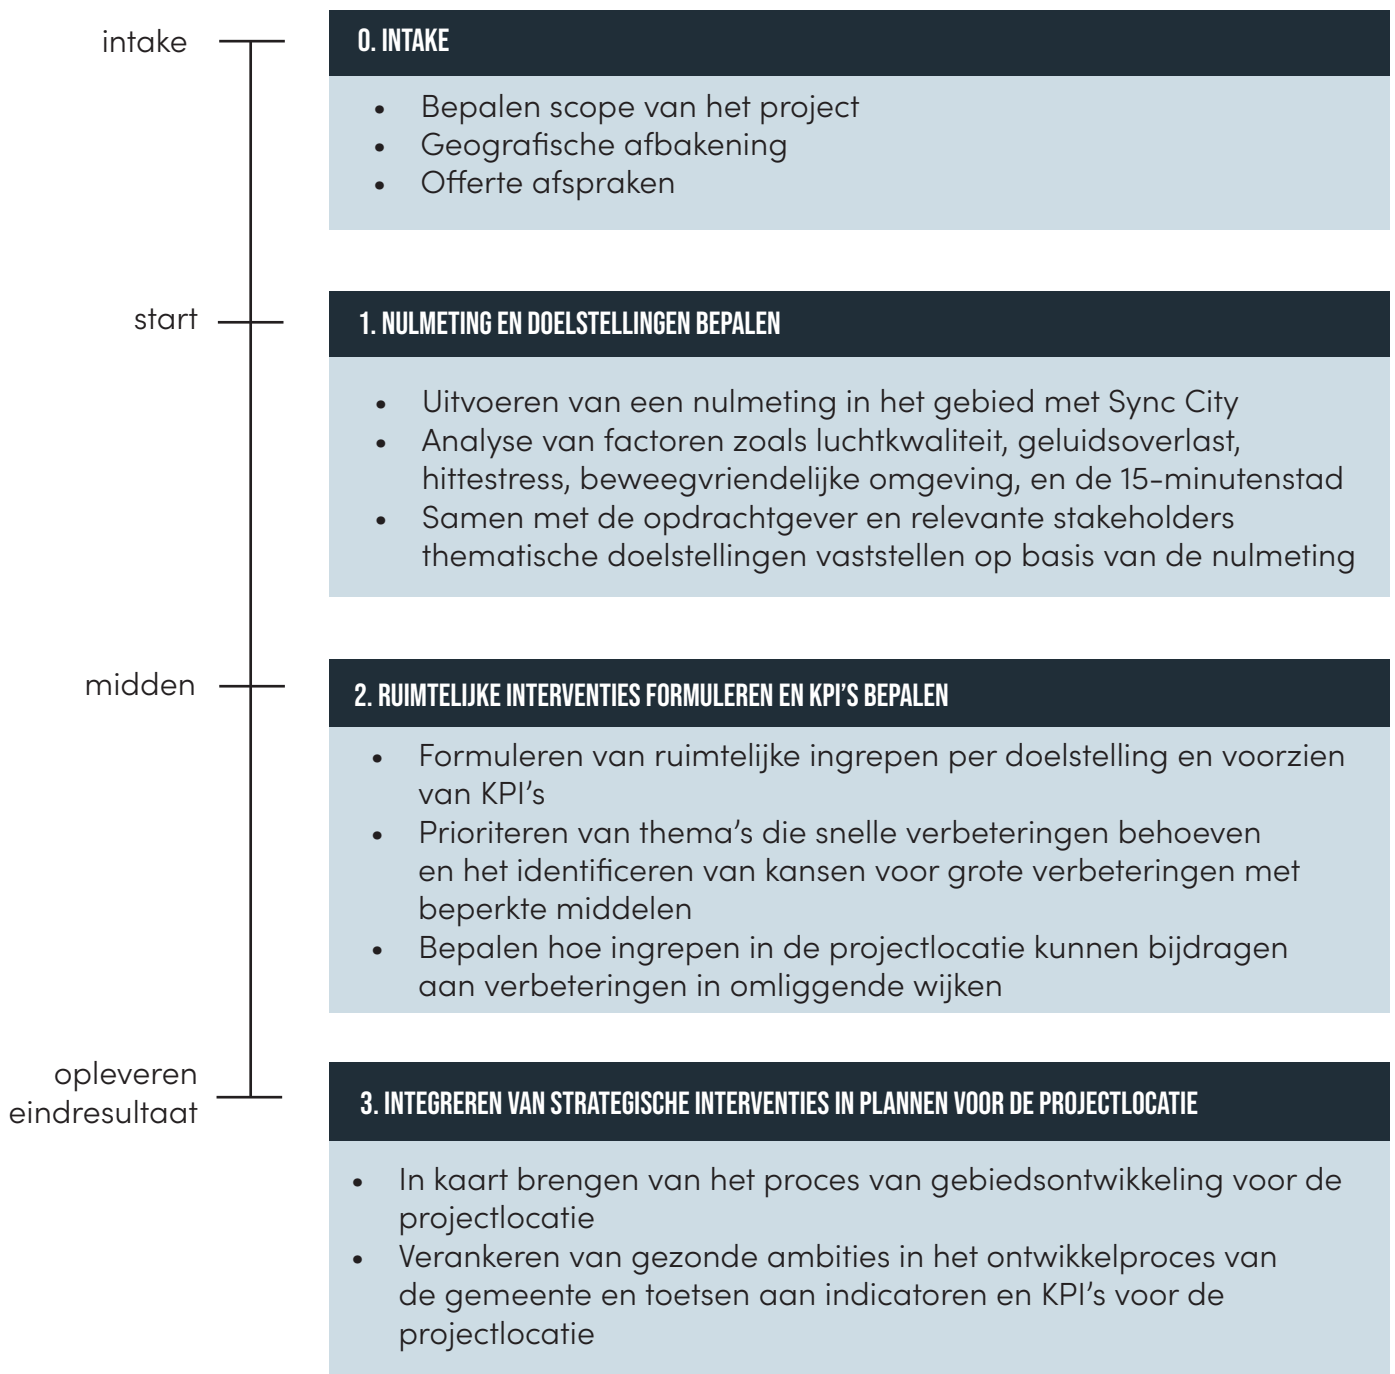 intake
0. INTAKE
• Bepalen scope van het project
• Geografische afbakening
• Offerte afspraken
start
1. NULMETING EN DOELSTELLINGEN BEPALEN
• Uitvoeren van een nulmeting in het gebied met Sync City
• Analyse van factoren zoals luchtkwaliteit, geluidsoverlast,
hittestress, beweegvriendelijke omgeving, en de 15-minutenstad
• Samen met de opdrachtgever en relevante stakeholders
thematische doelstellingen vaststellen op basis van de nulmeting
midden
2. RUIMTELIJKE INTERVENTIES FORMULEREN EN KPI’S BEPALEN
• Formuleren van ruimtelijke ingrepen per doelstelling en voorzien
van KPI’s
• Prioriteren van thema’s die snelle verbeteringen behoeven
en het identificeren van kansen voor grote verbeteringen met
beperkte middelen
• Bepalen hoe ingrepen in de projectlocatie kunnen bijdragen
aan verbeteringen in omliggende wijken
opleveren
eindresultaat
3. INTEGREREN VAN STRATEGISCHE INTERVENTIES IN PLANNEN VOOR DE PROJECTLOCATIE
• In kaart brengen van het proces van gebiedsontwikkeling voor de
projectlocatie
• Verankeren van gezonde ambities in het ontwikkelproces van
de gemeente en toetsen aan indicatoren en KPI’s voor de
projectlocatie